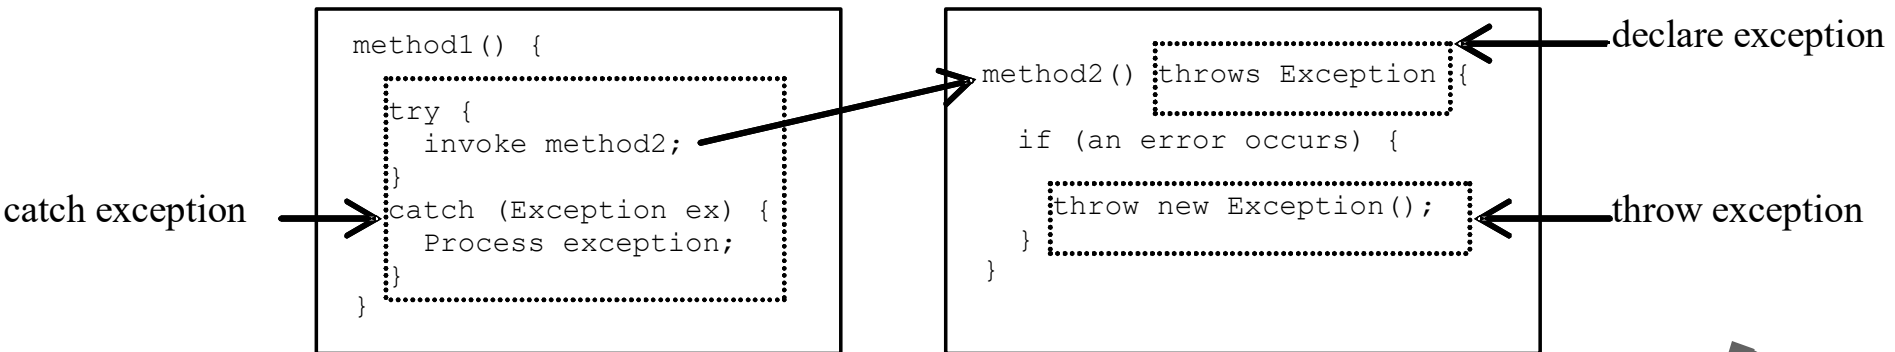 method1() {
try {
invoke method2;
}
catch (Exception ex) {
Process exception;
}
}
catch exception
method2() throws Exception {
if (an error occurs) {
throw new Exception();
}
}
declare exception
throw exception